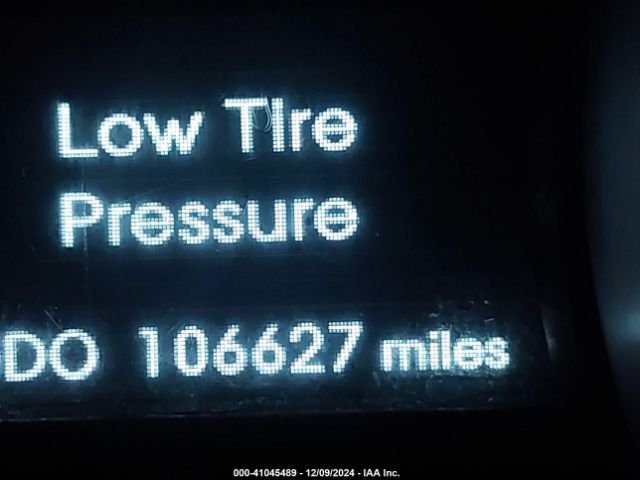 Low TIre
Pressure
DO 106627 miles
000-41045489 - 12/09/2024 - IAA Inc.